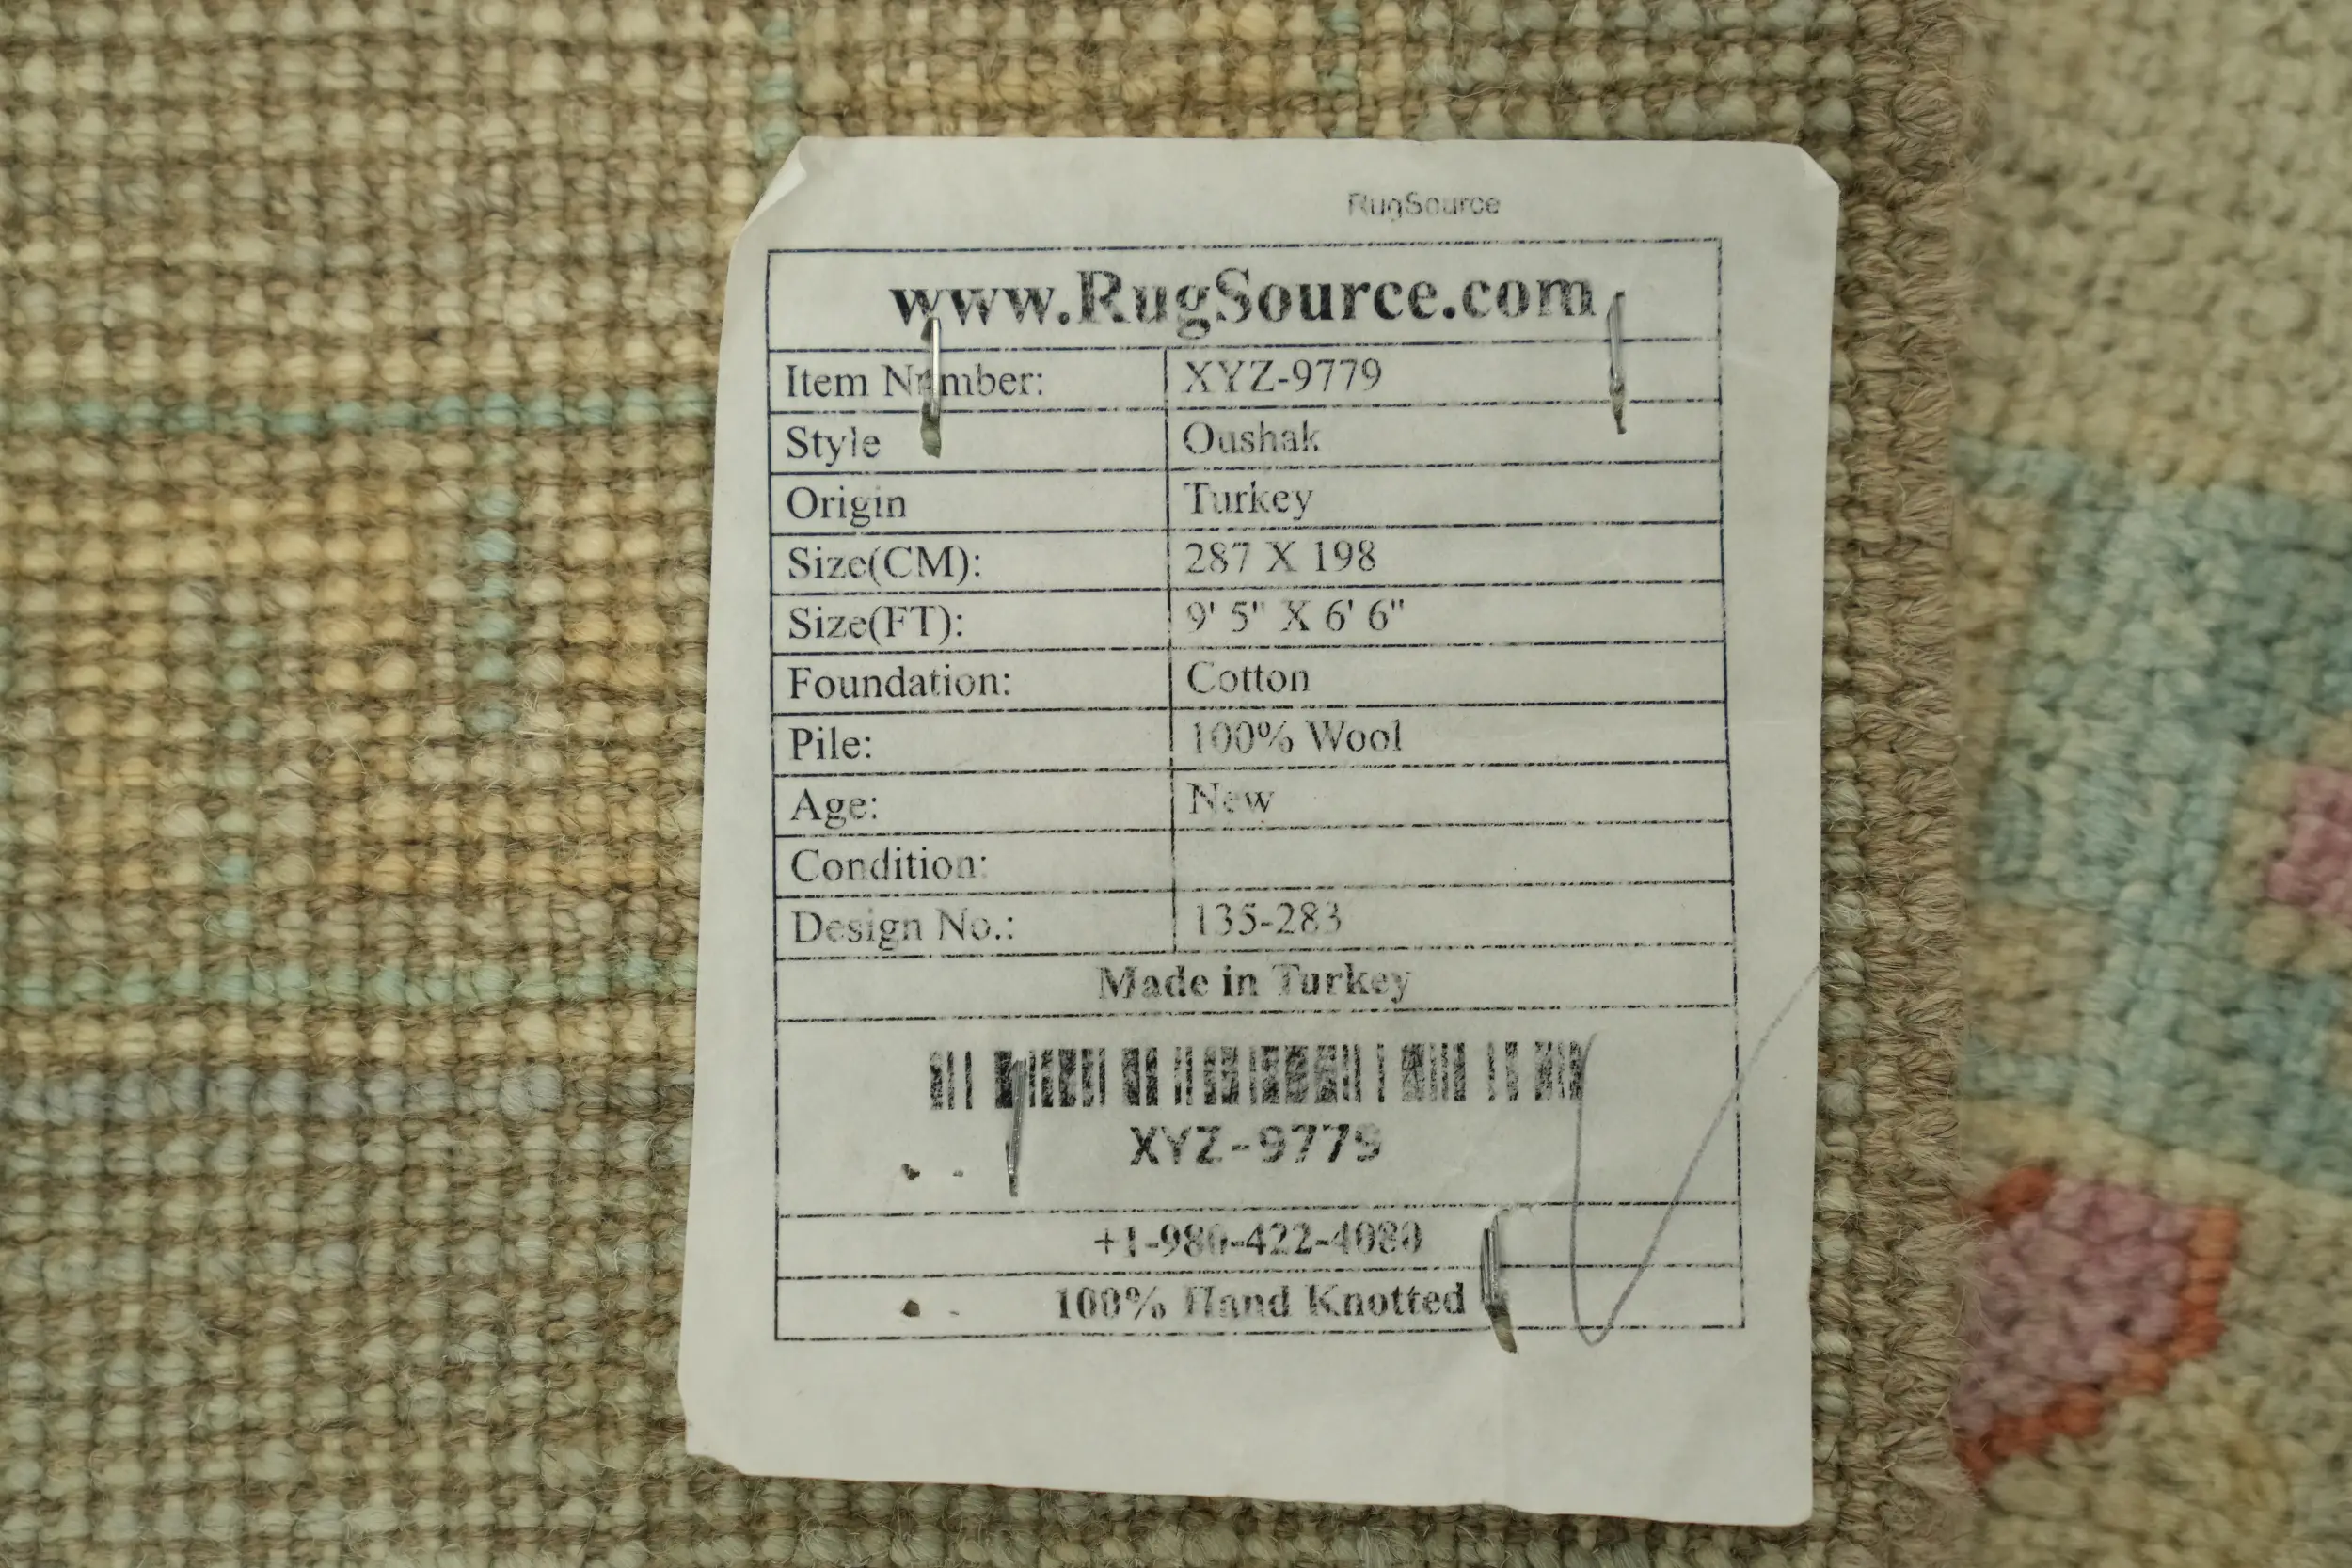 RugSource
www.RugSource.com
Item Number: XYZ-9779
Style Oushak
Origin Turkey
Size(CM): 287 X 198
Size(FT): 9' 5" X 6' 6"
Foundation: Cotton
Pile: 100% Wool
Age: New
Condition:
Design No.: 135-283
Made in Turkey
XYZ-9779
+1-980-422-4080
100% Hand Knotted